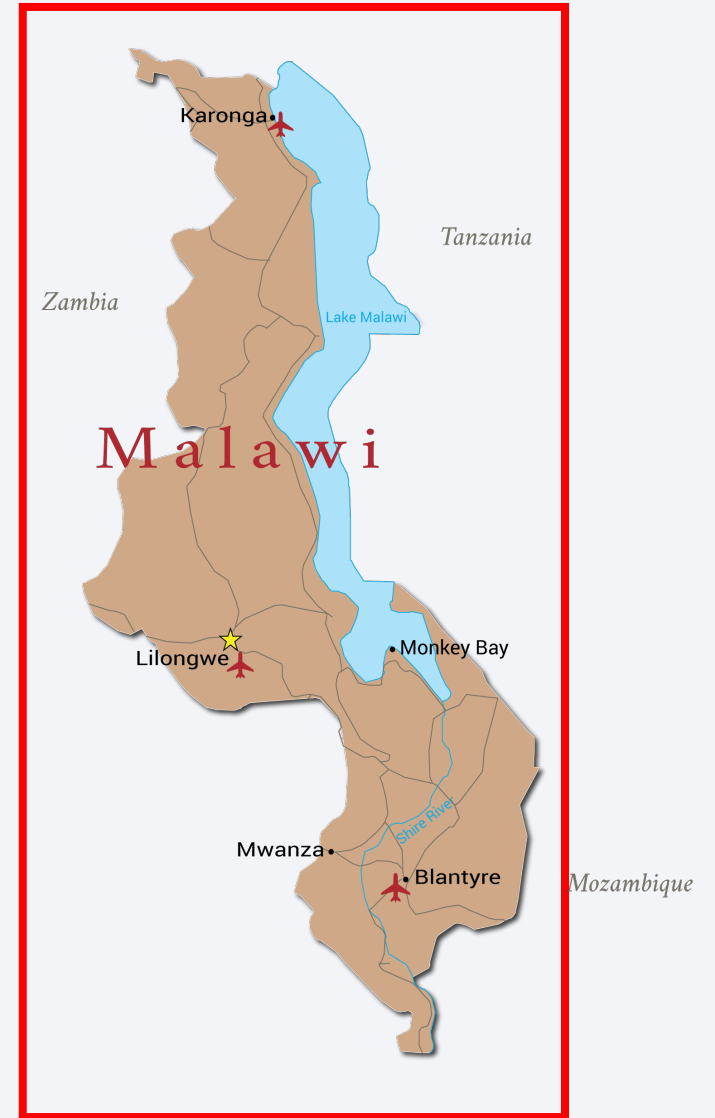 Karonga
Tanzania
Zambia
Lake Malawi
Malawi
Monkey Bay
Lilongwe
Shire River
Mwanza
Blantyre
Mozambique